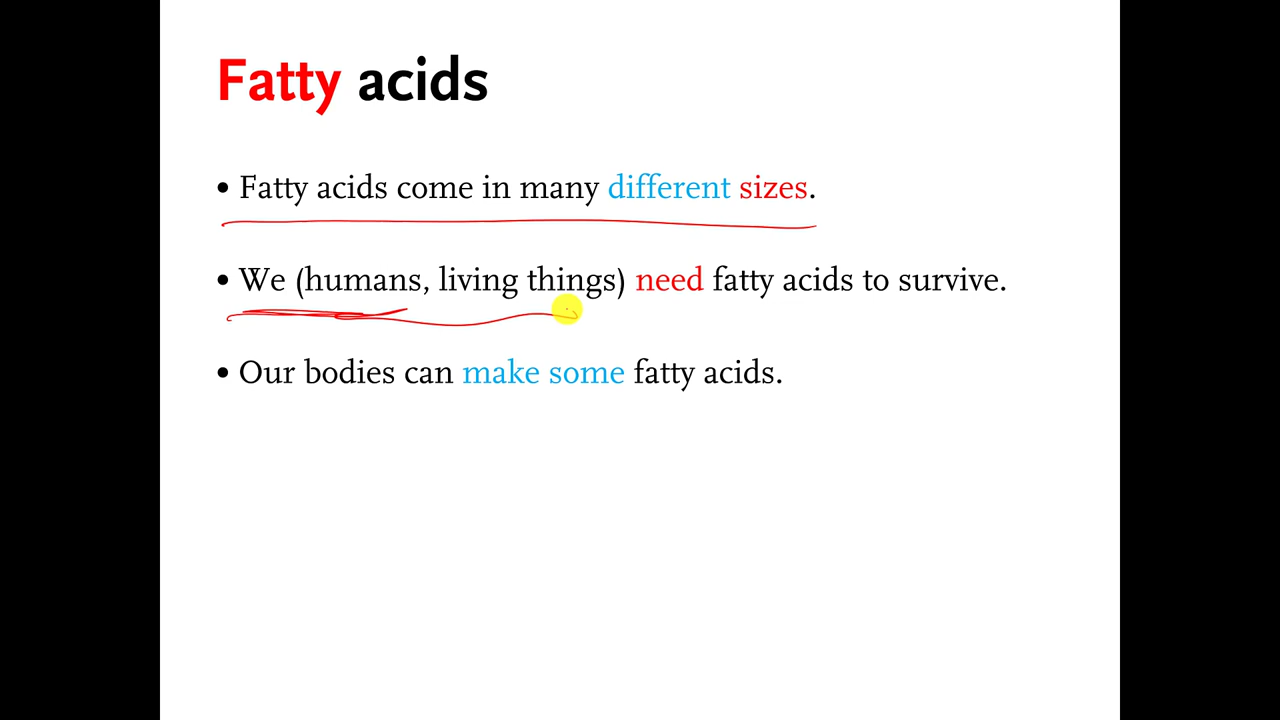 Fatty acids
• Fatty acids come in many different sizes.
• We (humans, living things) need fatty acids to survive.
• Our bodies can make some fatty acids.